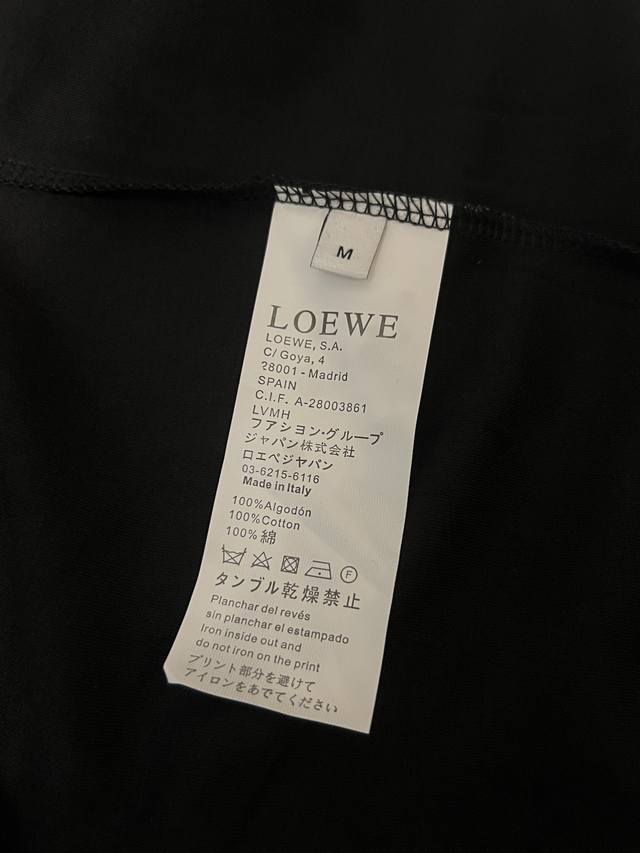 M
LOEWE
LOEWE, S.A.
C/ Goya, 4
28001 - Madrid
SPAIN
C.I.F. A-28003861
LVMH
ファション·グループ
ジャパン株式会社
ロエベジャパン
03-6215-6116
Made in Italy
100%Algodón
100%Cotton
100% 綿
F
タンブル乾燥禁止
Planchar del revés
sin planchar el estampado
Iron inside out and
do not iron on the print
プリント部分を避けて
アイロンをあでてください